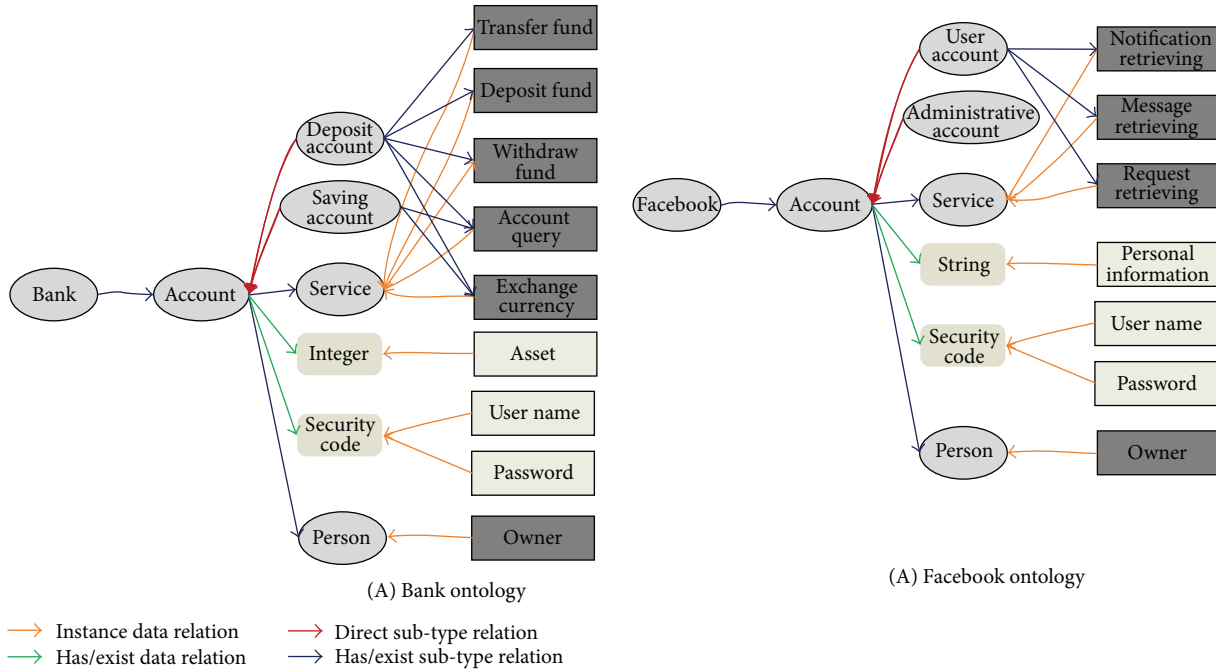 Transfer fund
Deposit fund
Deposit
account
Withdraw
fund
Saving
account
Account
query
Bank
Account
Service
Exchange
currency
Integer
Asset
Security
code
User name
Password
Person
Owner
(A) Bank ontology
User
account
Notification
retrieving
Administrative
account
Message
retrieving
Request
retrieving
Facebook
Account
Service
String
Personal
information
Security
code
User name
Password
Person
Owner
(A) Facebook ontology
Instance data relation
Has/exist data relation
Direct sub-type relation
Has/exist sub-type relation